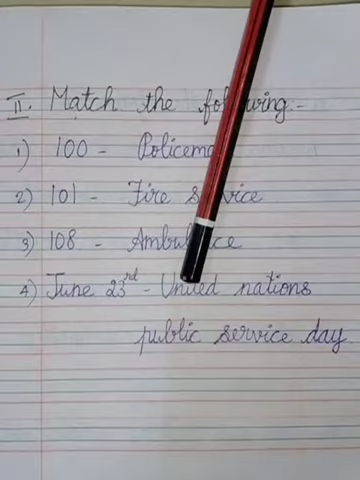 II. Match the following:-
1) 100 - Policeman
2) 101 - Fire service
3) 108 - Ambulance
4) June 23rd - United nations
public service day